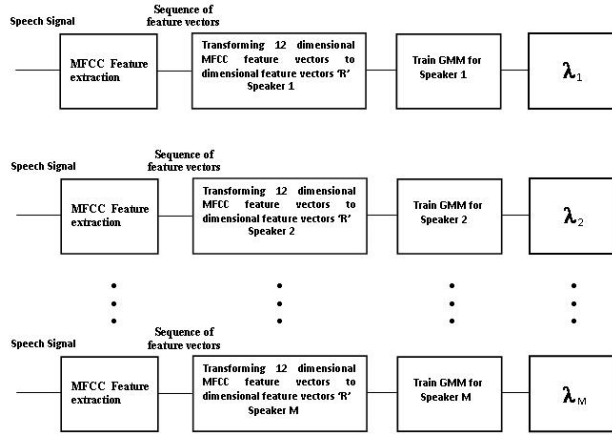 Sequence of
feature vectors
Speech Signal
MFCC Feature
extraction
Transforming 12 dimensional
MFCC feature vectors to
dimensional feature vectors ‘R’
Speaker 1
Train GMM for
Speaker 1
λ1
Sequence of
feature vectors
Speech Signal
MFCC Feature
extraction
Transforming 12 dimensional
MFCC feature vectors to
dimensional feature vectors ‘R’
Speaker 2
Train GMM for
Speaker 2
λ2
Sequence of
feature vectors
Speech Signal
MFCC Feature
extraction
Transforming 12 dimensional
MFCC feature vectors to
dimensional feature vectors ‘R’
Speaker M
Train GMM for
Speaker M
λM